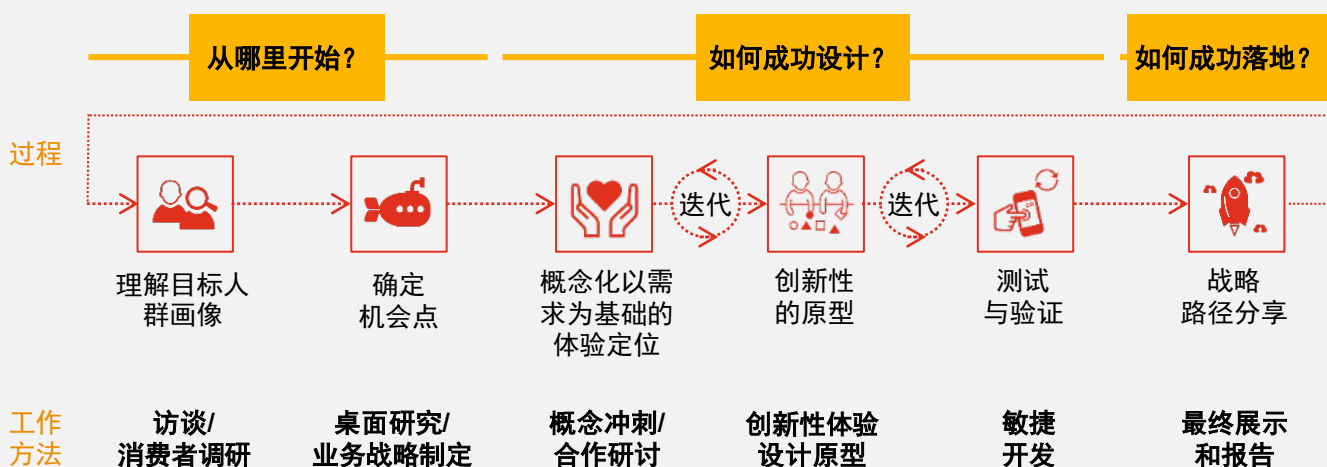 从哪里开始？
如何成功设计？
如何成功落地？
过程
迭代
迭代
理解目标人
群画像
确定
机会点
概念化以需
求为基础的
体验定位
创新性
的原型
测试
与验证
战略
路径分享
工作
方法
访谈/
消费者调研
桌面研究/
业务战略制定
概念冲刺/
合作研讨
创新性体验
设计原型
敏捷
开发
最终展示
和报告